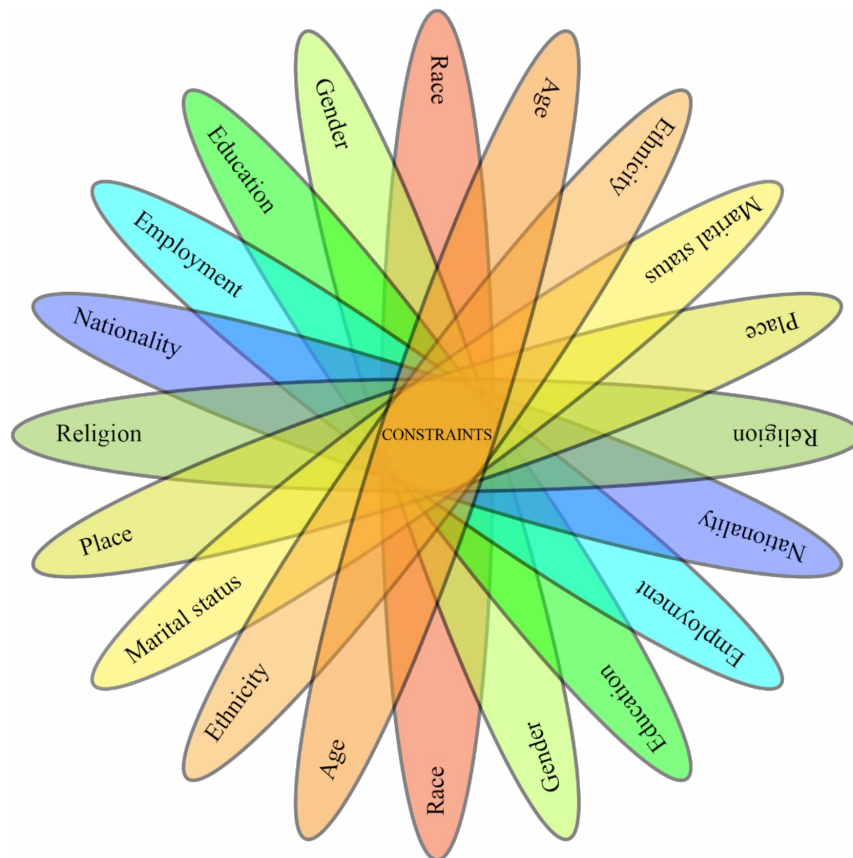 Race
Age
Ethnicity
Marital status
Place
Religion
Nationality
Employment
Education
Gender
Race
Age
Ethnicity
Marital status
Place
Religion
Nationality
Employment
Education
Gender
CONSTRAINTS